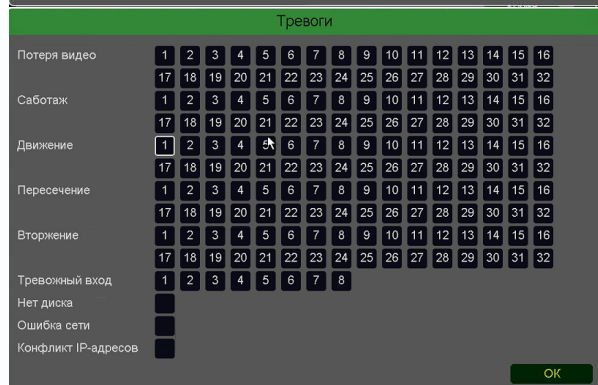 Тревоги
Потеря видео 1 2 3 4 5 6 7 8 9 10 11 12 13 14 15 16
17 18 19 20 21 22 23 24 25 26 27 28 29 30 31 32
Саботаж 1 2 3 4 5 6 7 8 9 10 11 12 13 14 15 16
17 18 19 20 21 22 23 24 25 26 27 28 29 30 31 32
Движение 1 2 3 4 5 6 7 8 9 10 11 12 13 14 15 16
17 18 19 20 21 22 23 24 25 26 27 28 29 30 31 32
Пересечение 1 2 3 4 5 6 7 8 9 10 11 12 13 14 15 16
17 18 19 20 21 22 23 24 25 26 27 28 29 30 31 32
Вторжение 1 2 3 4 5 6 7 8 9 10 11 12 13 14 15 16
17 18 19 20 21 22 23 24 25 26 27 28 29 30 31 32
Тревожный вход 1 2 3 4 5 6 7 8
Нет диска
Ошибка сети
Конфликт IP-адресов
OK